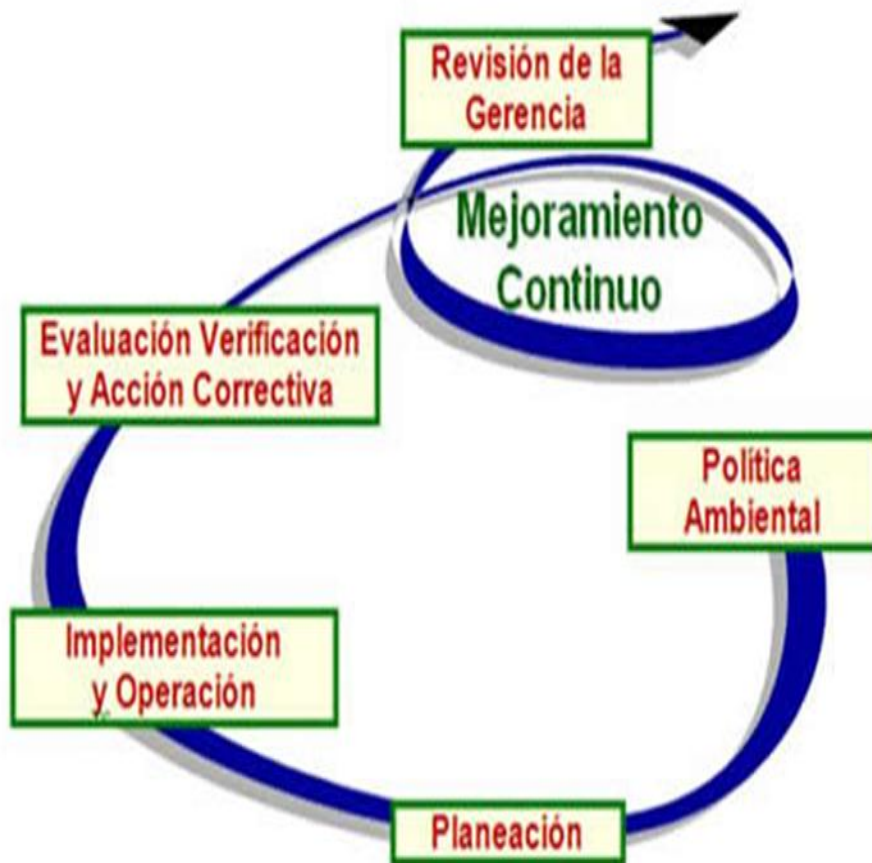 Revisión de la
Gerencia
Mejoramiento
Continuo
Evaluación Verificación
y Acción Correctiva
Política
Ambiental
Implementación
y Operación
Planeación